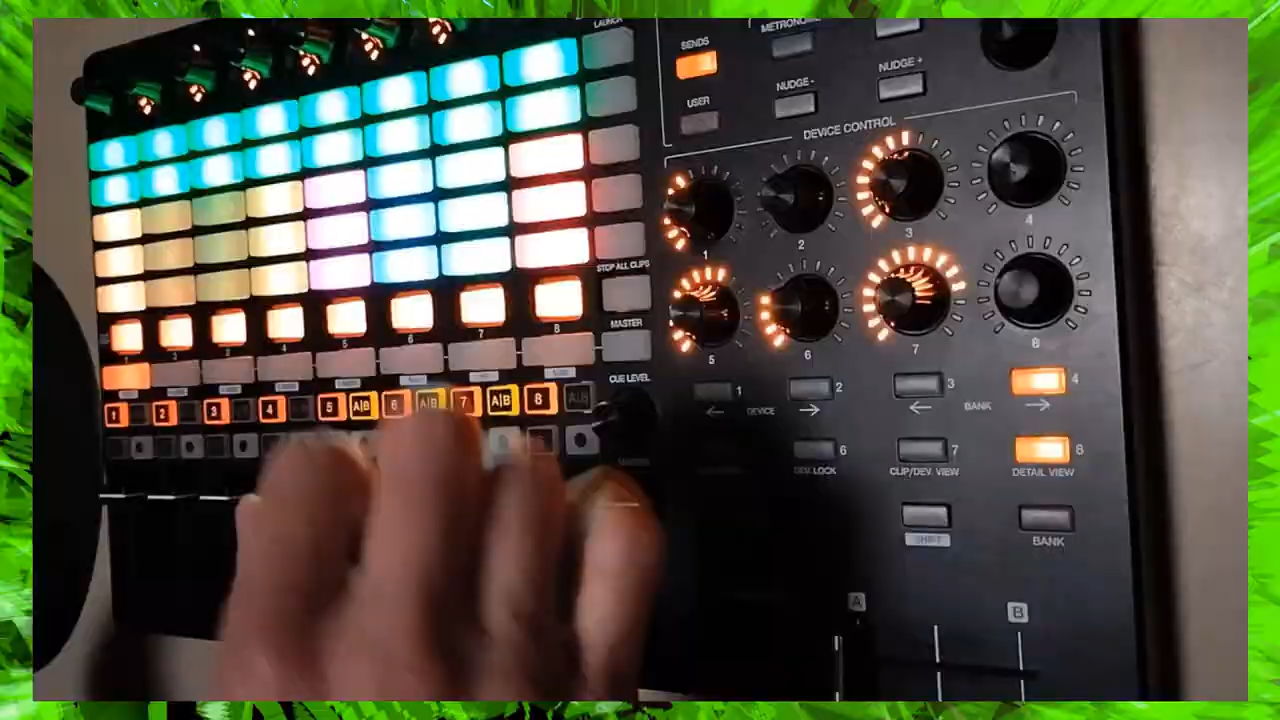 LAUNCH
SENDS
METRONOME
NUDGE -
NUDGE +
USER
DEVICE CONTROL
1
2
3
4
5
6
7
8
STOP ALL CLIPS
1 2 3 4 5 6 7 8
MASTER
CUE LEVEL
1 2 3 4 5 A|B 6 A|B 7 A|B 8 A|B
1 2 3 4
← DEVICE →
← BANK →
6 7 8
DEV. LOCK
CLIP/DEV. VIEW
DETAIL VIEW
SHIFT
BANK
A
B